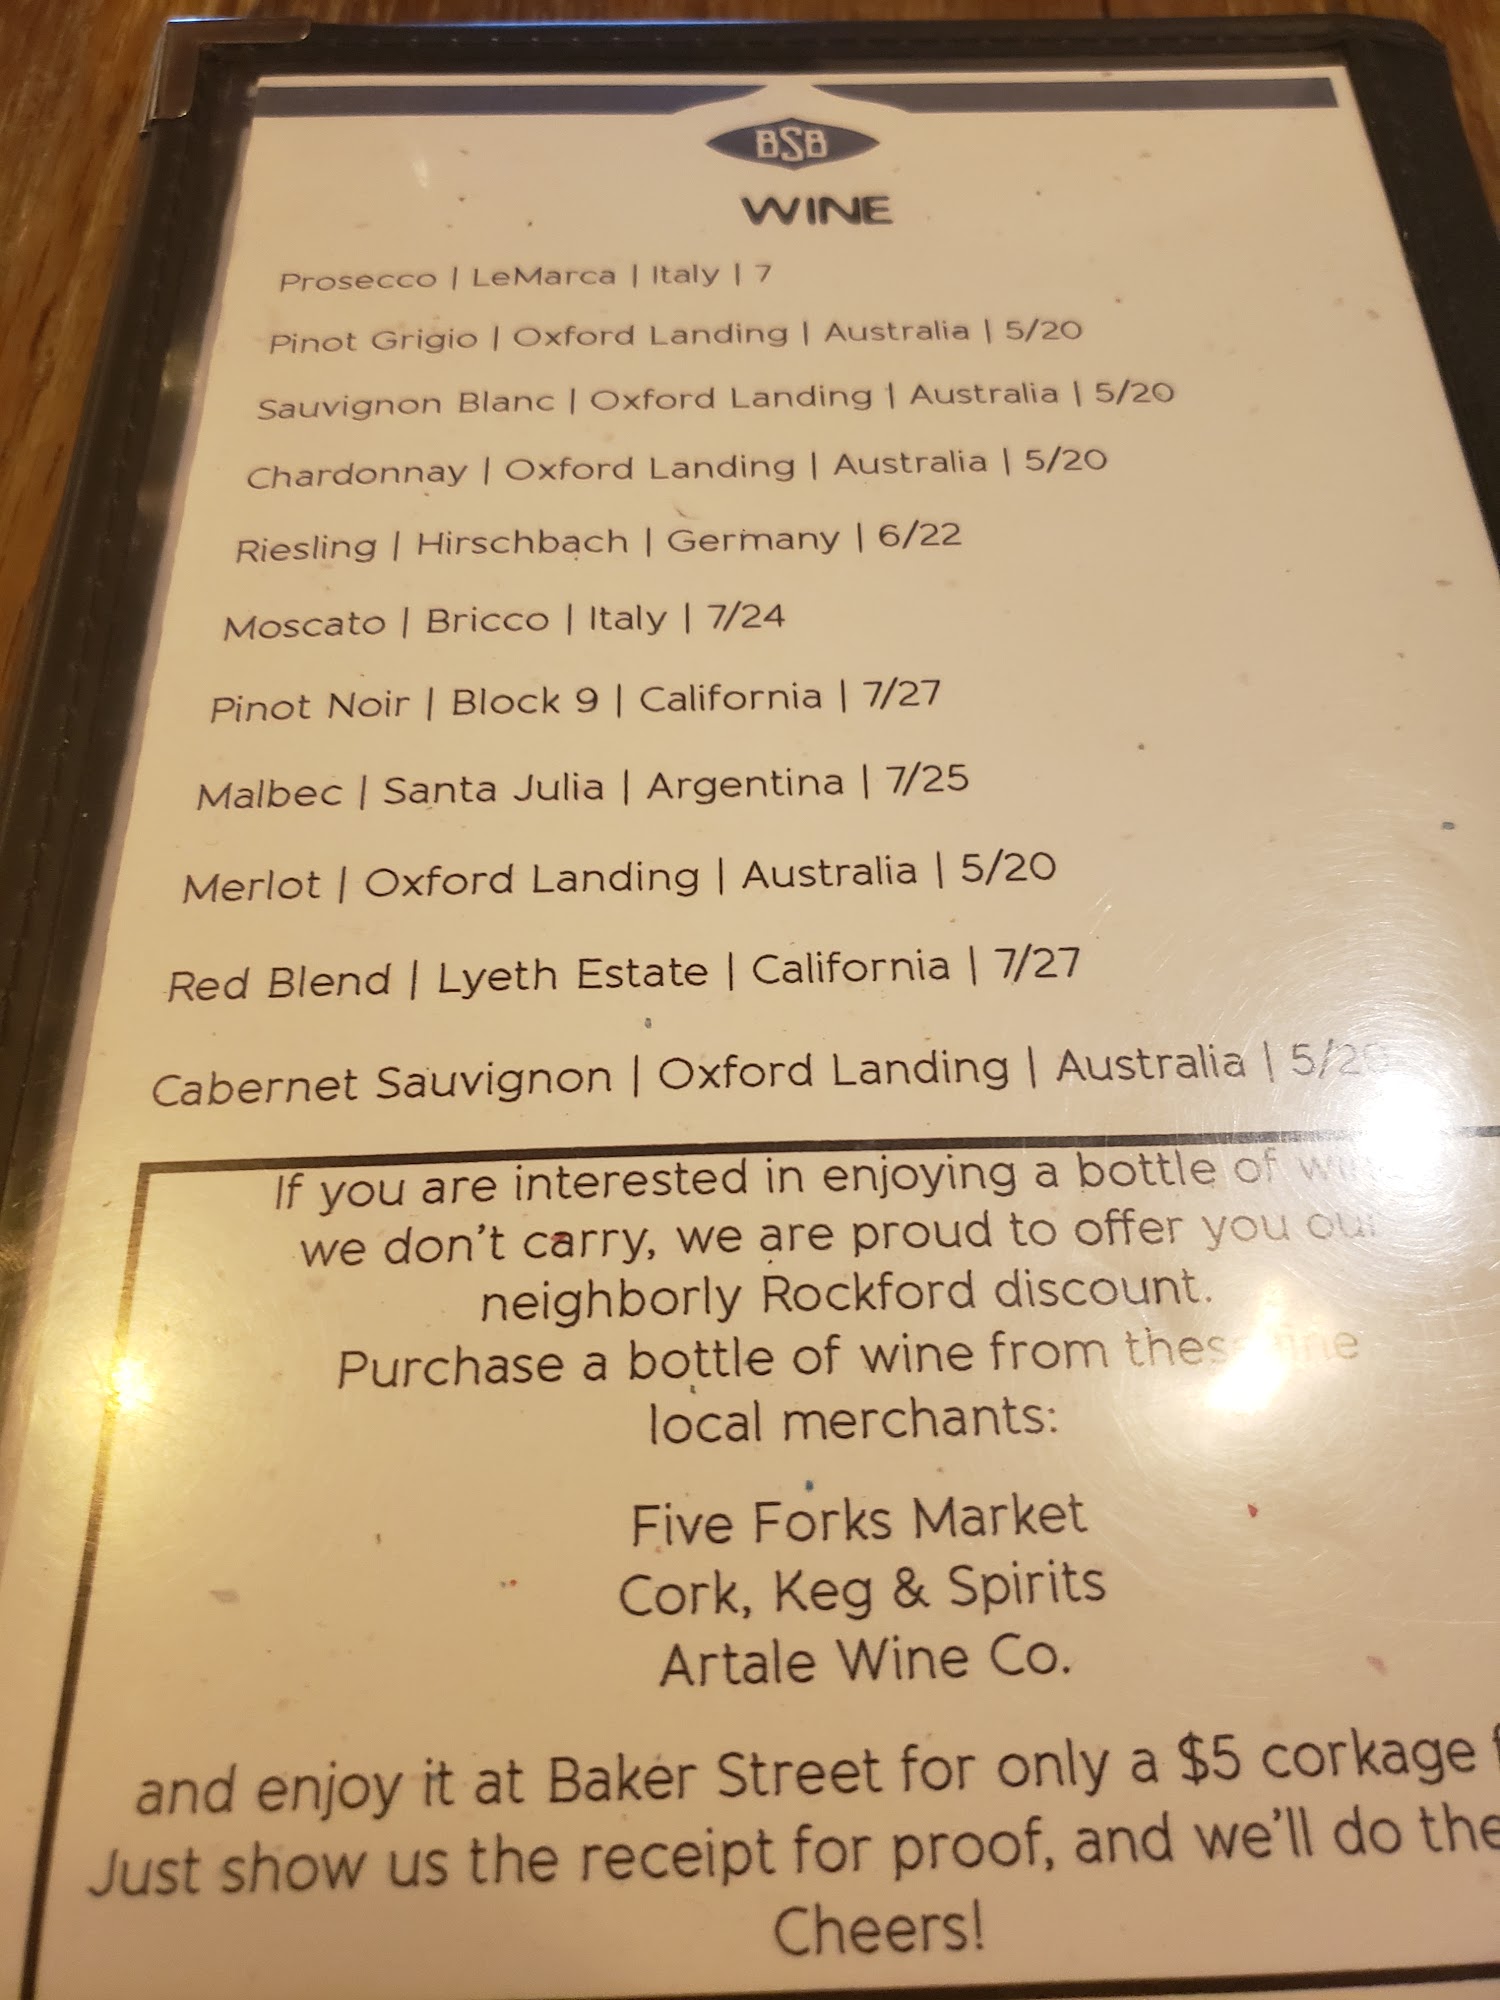 BSB
WINE
Prosecco | LeMarca | Italy | 7
Pinot Grigio | Oxford Landing | Australia | 5/20
Sauvignon Blanc | Oxford Landing | Australia | 5/20
Chardonnay | Oxford Landing | Australia | 5/20
Riesling | Hirschbach | Germany | 6/22
Moscato | Bricco | Italy | 7/24
Pinot Noir | Block 9 | California | 7/27
Malbec | Santa Julia | Argentina | 7/25
Merlot | Oxford Landing | Australia | 5/20
Red Blend | Lyeth Estate | California | 7/27
Cabernet Sauvignon | Oxford Landing | Australia | 5/20
If you are interested in enjoying a bottle of
we don't carry, we are proud to offer you our
neighborly Rockford discount.
Purchase a bottle of wine from these
local merchants:
Five Forks Market
Cork, Keg & Spirits
Artale Wine Co.
and enjoy it at Baker Street for only a $5 corkage
Just show us the receipt for proof, and we'll do the
Cheers!